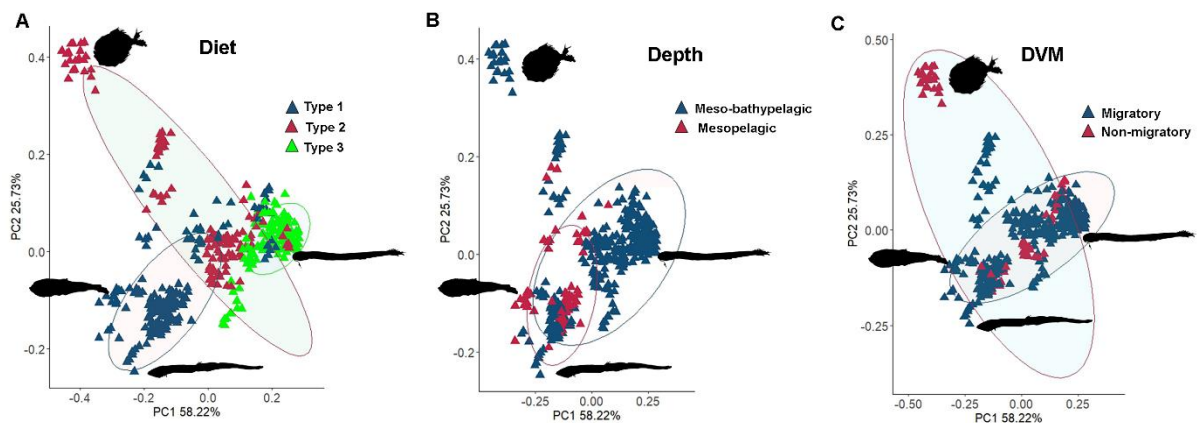 A
Diet
Type 1
Type 2
Type 3
0.4
0.2
0.0
-0.2
PC2 25.73%
-0.4
-0.2
0.0
0.2
PC1 58.22%
B
Depth
Meso-bathypelagic
Mesopelagic
0.4
0.2
0.0
-0.2
PC2 25.73%
-0.25
0.00
0.25
PC1 58.22%
C
DVM
Migratory
Non-migratory
0.50
0.25
0.00
-0.25
PC2 25.73%
-0.50
-0.25
0.00
0.25
PC1 58.22%